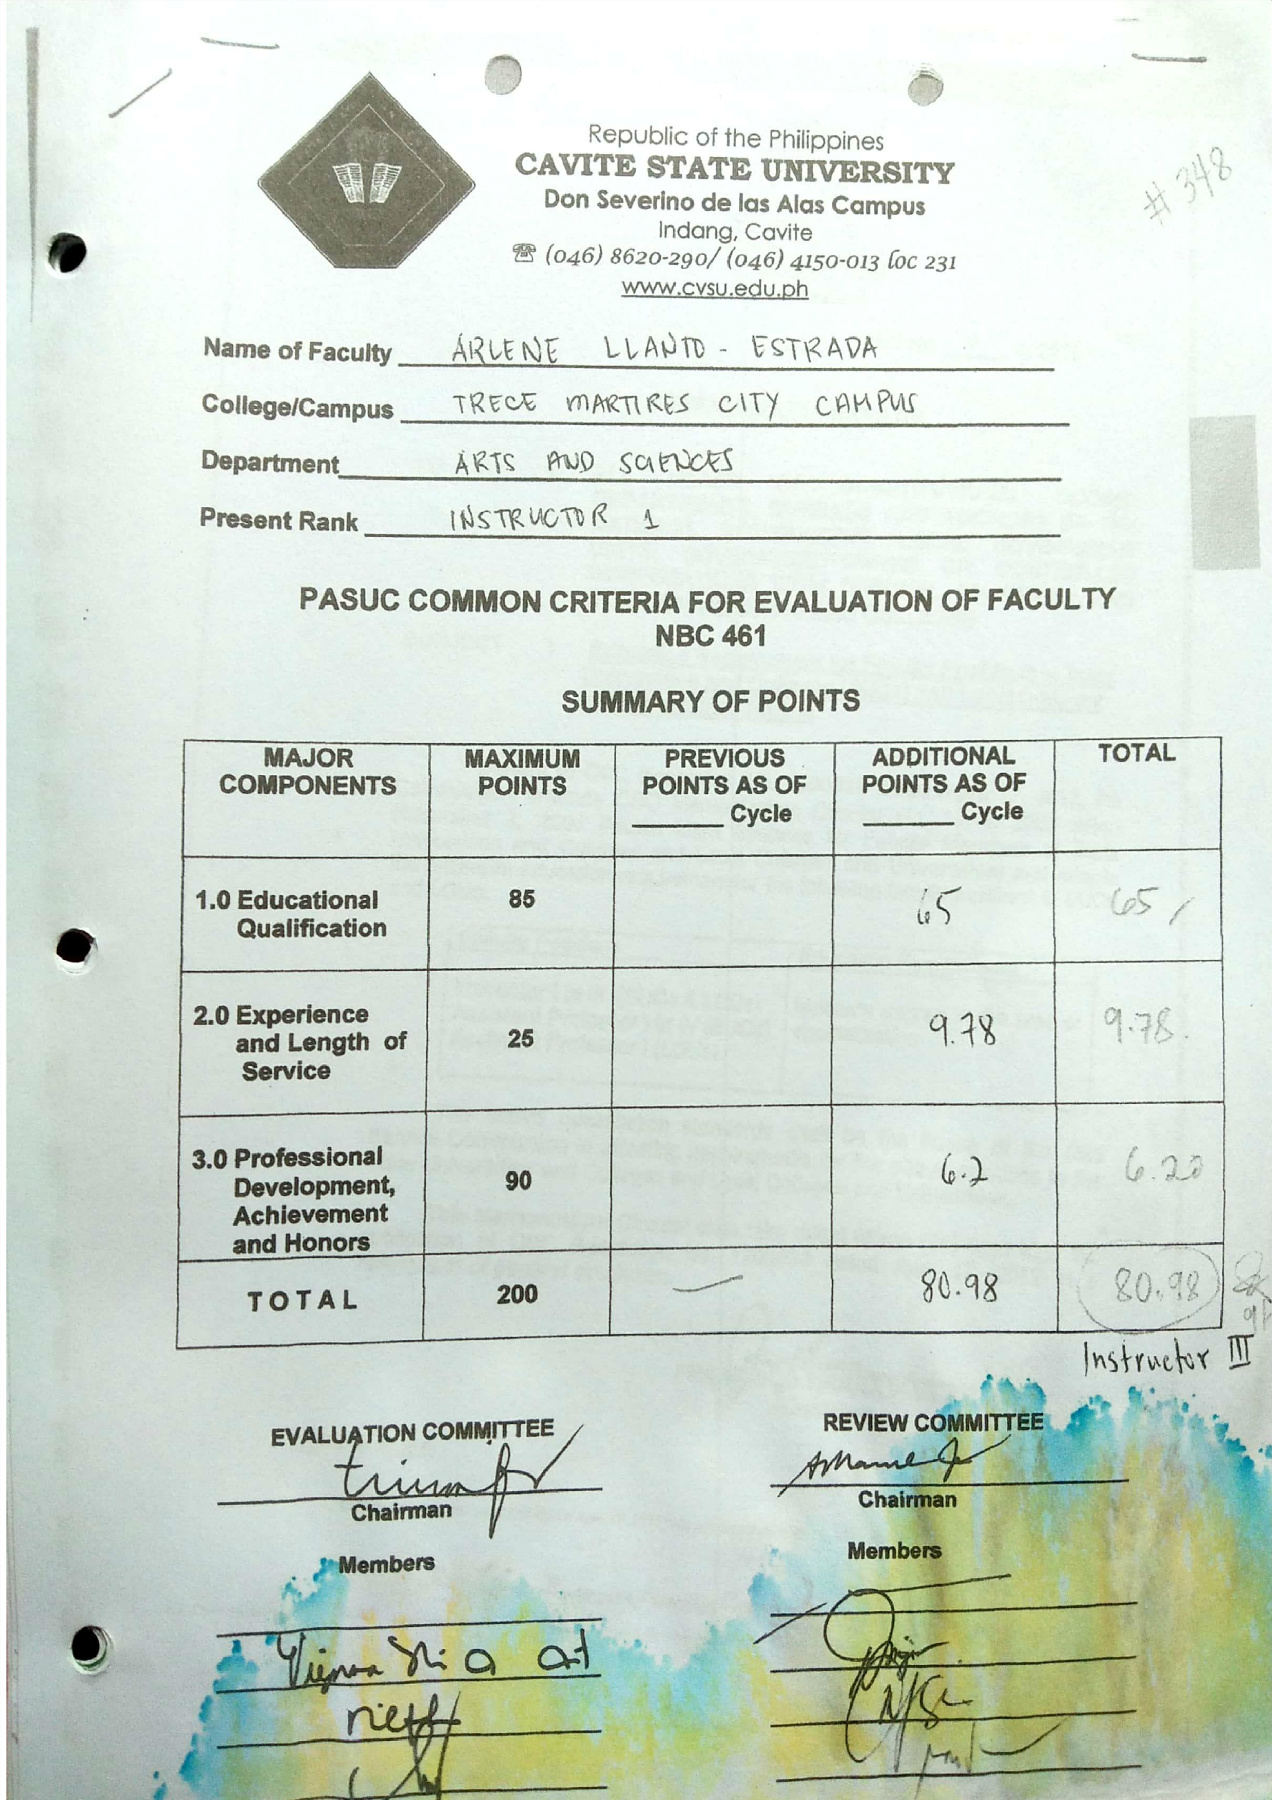 Republic of the Philippines
CAVITE STATE UNIVERSITY
Don Severino de las Alas Campus
Indang, Cavite
☏ (046) 8620-290/ (046) 4150-013 loc 231
www.cvsu.edu.ph
# 348
Name of Faculty ARLENE LLANTO - ESTRADA
College/Campus TRECE MARTIRES CITY CAMPUS
Department ARTS AND SCIENCES
Present Rank INSTRUCTOR 1
PASUC COMMON CRITERIA FOR EVALUATION OF FACULTY
NBC 461
SUMMARY OF POINTS
MAJOR COMPONENTS
MAXIMUM POINTS
PREVIOUS POINTS AS OF ______ Cycle
ADDITIONAL POINTS AS OF ______ Cycle
TOTAL
1.0 Educational Qualification 85 65 65
2.0 Experience and Length of Service 25 9.78 9.78
3.0 Professional Development, Achievement and Honors 90 6.2 6.20
TOTAL 200 — 80.98 80.98
Instructor III
EVALUATION COMMITTEE
Chairman
Members
REVIEW COMMITTEE
Chairman
Members